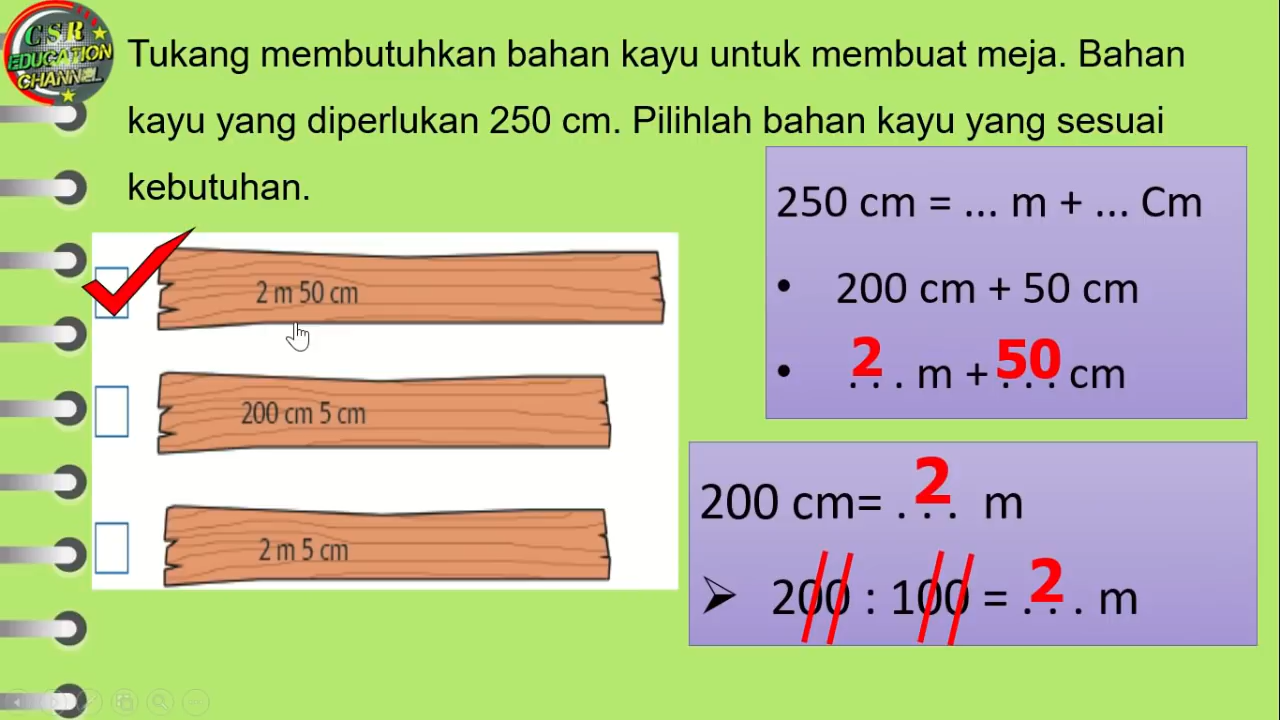 CSR
EDUCATION
CHANNEL
Tukang membutuhkan bahan kayu untuk membuat meja. Bahan
kayu yang diperlukan 250 cm. Pilihlah bahan kayu yang sesuai
kebutuhan.
250 cm = ... m + ... Cm
• 200 cm + 50 cm
• 2 . . . m + 50 . . . cm
2 m 50 cm
200 cm 5 cm
2 m 5 cm
200 cm= 2 . . . m
➢ 200 : 100 = 2 . . . m